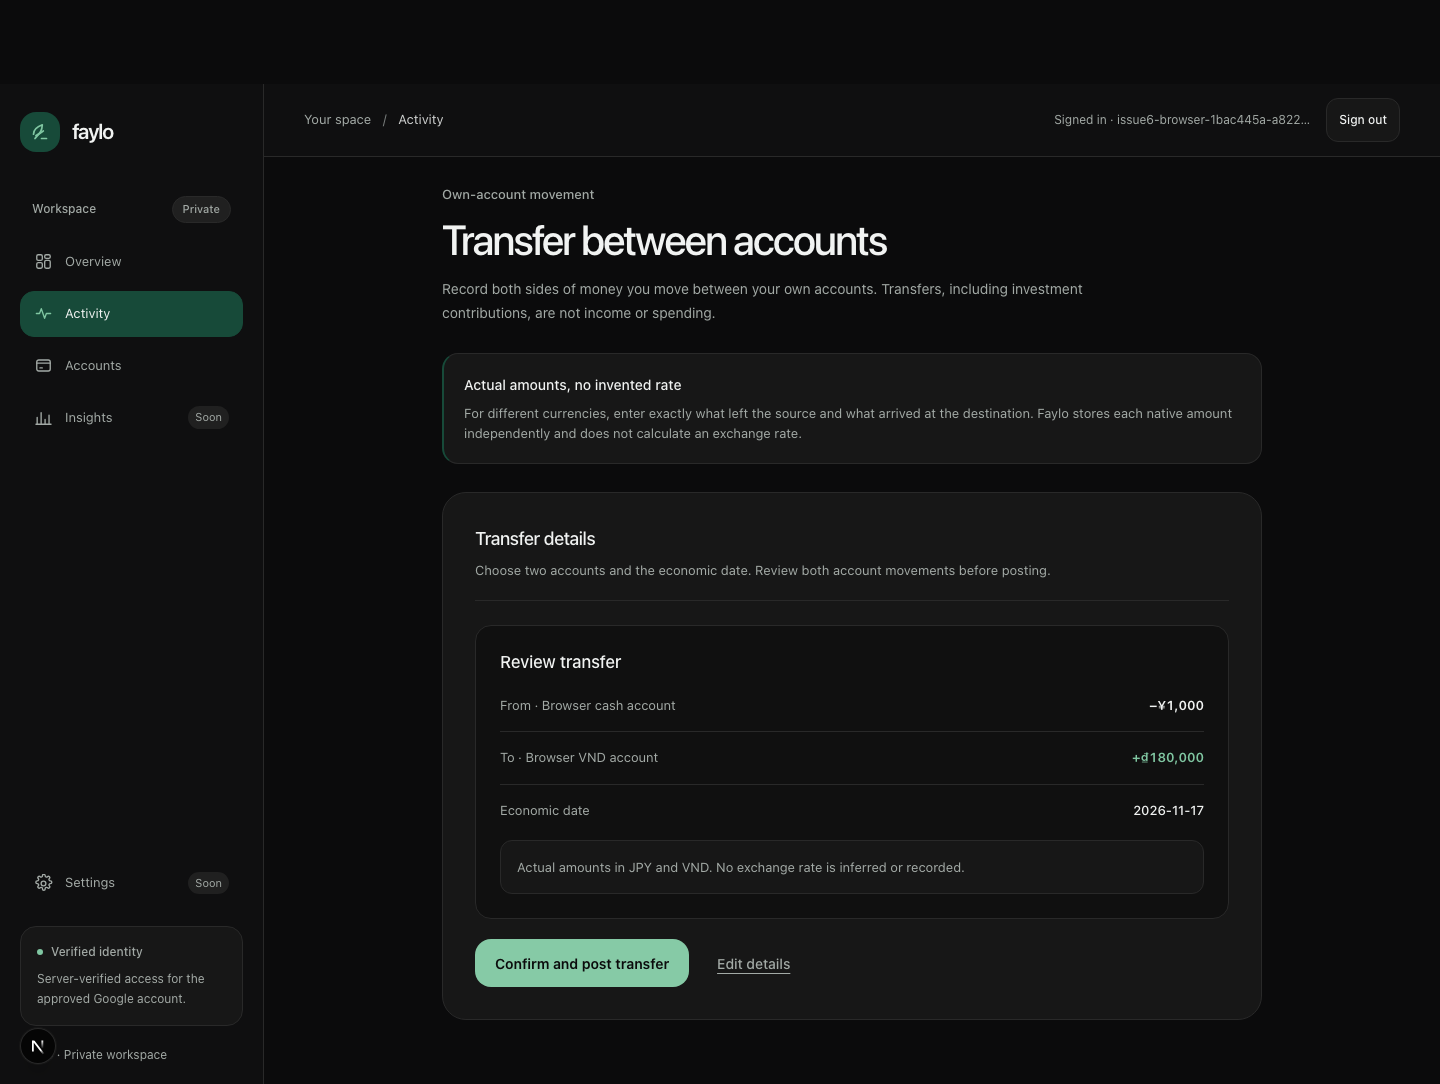 faylo
Your space / Activity
Signed in · issue6-browser-1bac445a-a822...
Sign out
Workspace
Private
Overview
Activity
Accounts
Insights
Soon
Own-account movement
Transfer between accounts
Record both sides of money you move between your own accounts. Transfers, including investment
contributions, are not income or spending.
Actual amounts, no invented rate
For different currencies, enter exactly what left the source and what arrived at the destination. Faylo stores each native amount
independently and does not calculate an exchange rate.
Transfer details
Choose two accounts and the economic date. Review both account movements before posting.
Review transfer
From · Browser cash account
−¥1,000
To · Browser VND account
+₫180,000
Economic date
2026-11-17
Actual amounts in JPY and VND. No exchange rate is inferred or recorded.
Confirm and post transfer
Edit details
Settings
Soon
Verified identity
Server-verified access for the
approved Google account.
N
· Private workspace